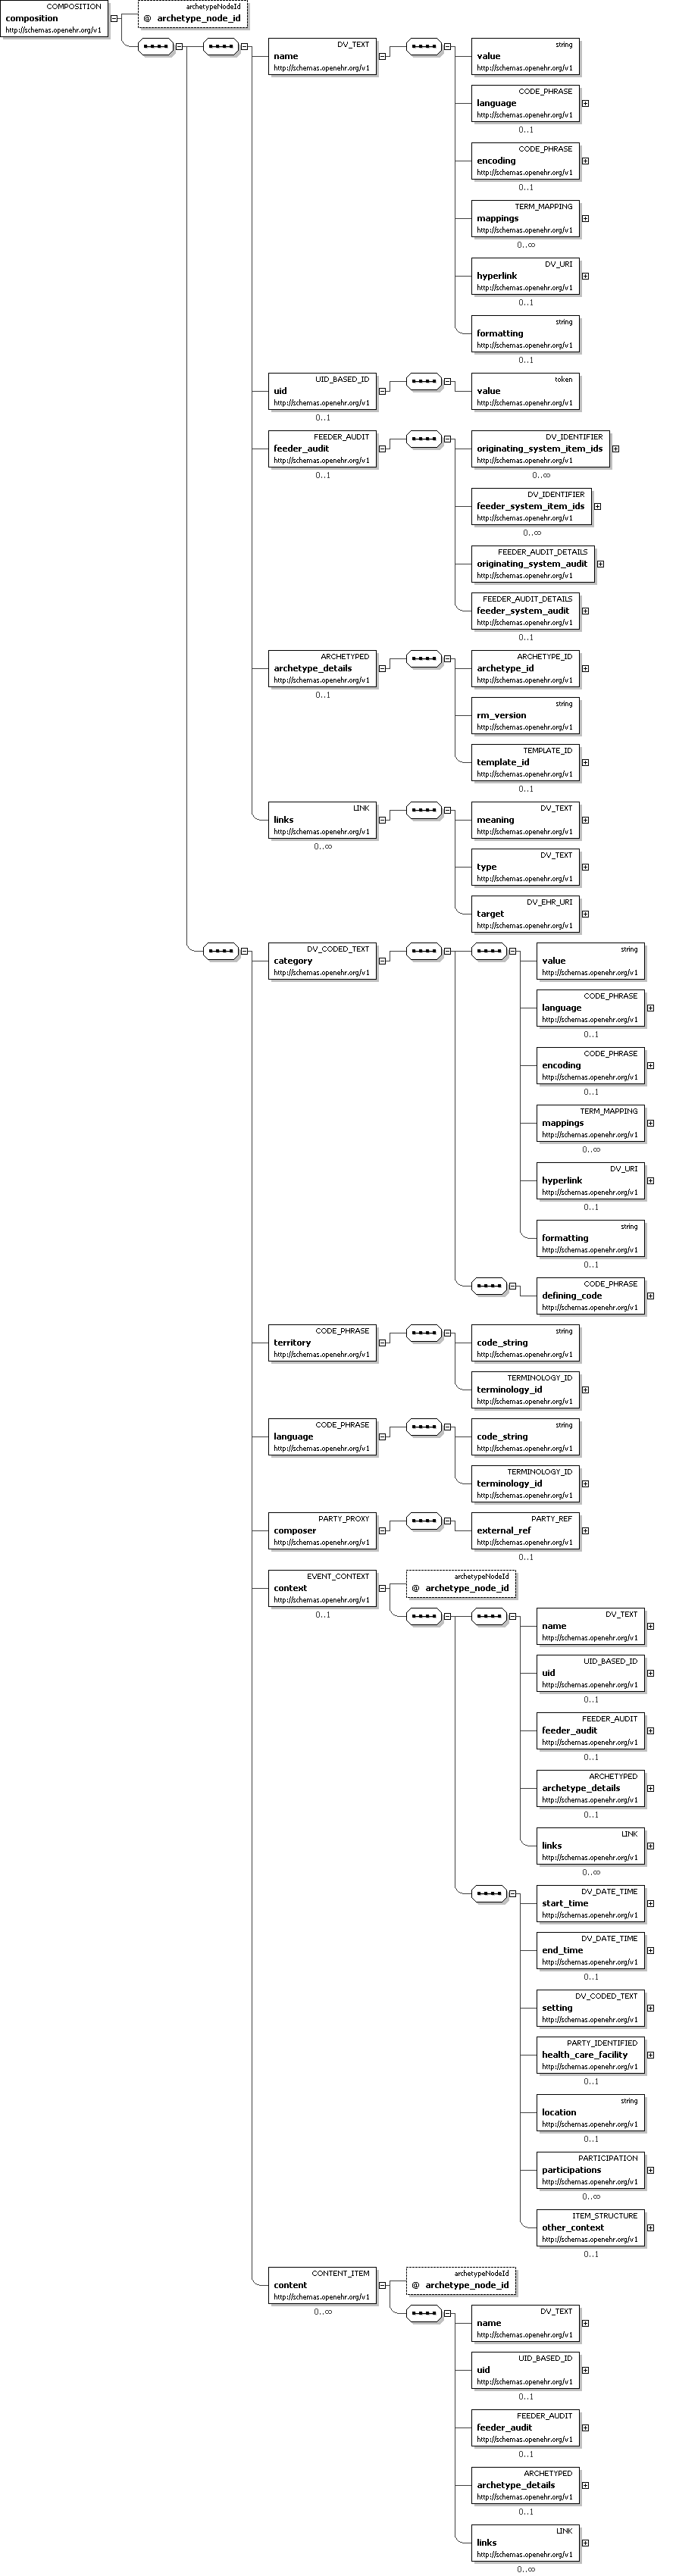 COMPOSITION
composition
http://schemas.openehr.org/v1
archetypeNodeId
@ archetype_node_id
DV_TEXT
name
http://schemas.openehr.org/v1
string
value
http://schemas.openehr.org/v1
CODE_PHRASE
language
http://schemas.openehr.org/v1
0..1
CODE_PHRASE
encoding
http://schemas.openehr.org/v1
0..1
TERM_MAPPING
mappings
http://schemas.openehr.org/v1
0..∞
DV_URI
hyperlink
http://schemas.openehr.org/v1
0..1
string
formatting
http://schemas.openehr.org/v1
0..1
UID_BASED_ID
uid
http://schemas.openehr.org/v1
0..1
token
value
http://schemas.openehr.org/v1
FEEDER_AUDIT
feeder_audit
http://schemas.openehr.org/v1
0..1
DV_IDENTIFIER
originating_system_item_ids
http://schemas.openehr.org/v1
0..∞
DV_IDENTIFIER
feeder_system_item_ids
http://schemas.openehr.org/v1
0..∞
FEEDER_AUDIT_DETAILS
originating_system_audit
http://schemas.openehr.org/v1
FEEDER_AUDIT_DETAILS
feeder_system_audit
http://schemas.openehr.org/v1
0..1
ARCHETYPED
archetype_details
http://schemas.openehr.org/v1
0..1
ARCHETYPE_ID
archetype_id
http://schemas.openehr.org/v1
string
rm_version
http://schemas.openehr.org/v1
TEMPLATE_ID
template_id
http://schemas.openehr.org/v1
0..1
LINK
links
http://schemas.openehr.org/v1
0..∞
DV_TEXT
meaning
http://schemas.openehr.org/v1
DV_TEXT
type
http://schemas.openehr.org/v1
DV_EHR_URI
target
http://schemas.openehr.org/v1
DV_CODED_TEXT
category
http://schemas.openehr.org/v1
string
value
http://schemas.openehr.org/v1
CODE_PHRASE
language
http://schemas.openehr.org/v1
0..1
CODE_PHRASE
encoding
http://schemas.openehr.org/v1
0..1
TERM_MAPPING
mappings
http://schemas.openehr.org/v1
0..∞
DV_URI
hyperlink
http://schemas.openehr.org/v1
0..1
string
formatting
http://schemas.openehr.org/v1
0..1
CODE_PHRASE
defining_code
http://schemas.openehr.org/v1
CODE_PHRASE
territory
http://schemas.openehr.org/v1
string
code_string
http://schemas.openehr.org/v1
TERMINOLOGY_ID
terminology_id
http://schemas.openehr.org/v1
CODE_PHRASE
language
http://schemas.openehr.org/v1
string
code_string
http://schemas.openehr.org/v1
TERMINOLOGY_ID
terminology_id
http://schemas.openehr.org/v1
PARTY_PROXY
composer
http://schemas.openehr.org/v1
PARTY_REF
external_ref
http://schemas.openehr.org/v1
0..1
EVENT_CONTEXT
context
http://schemas.openehr.org/v1
0..1
archetypeNodeId
@ archetype_node_id
DV_TEXT
name
http://schemas.openehr.org/v1
UID_BASED_ID
uid
http://schemas.openehr.org/v1
0..1
FEEDER_AUDIT
feeder_audit
http://schemas.openehr.org/v1
0..1
ARCHETYPED
archetype_details
http://schemas.openehr.org/v1
0..1
LINK
links
http://schemas.openehr.org/v1
0..∞
DV_DATE_TIME
start_time
http://schemas.openehr.org/v1
DV_DATE_TIME
end_time
http://schemas.openehr.org/v1
0..1
DV_CODED_TEXT
setting
http://schemas.openehr.org/v1
PARTY_IDENTIFIED
health_care_facility
http://schemas.openehr.org/v1
0..1
string
location
http://schemas.openehr.org/v1
0..1
PARTICIPATION
participations
http://schemas.openehr.org/v1
0..∞
ITEM_STRUCTURE
other_context
http://schemas.openehr.org/v1
0..1
CONTENT_ITEM
content
http://schemas.openehr.org/v1
0..∞
archetypeNodeId
@ archetype_node_id
DV_TEXT
name
http://schemas.openehr.org/v1
UID_BASED_ID
uid
http://schemas.openehr.org/v1
0..1
FEEDER_AUDIT
feeder_audit
http://schemas.openehr.org/v1
0..1
ARCHETYPED
archetype_details
http://schemas.openehr.org/v1
0..1
LINK
links
http://schemas.openehr.org/v1
0..∞